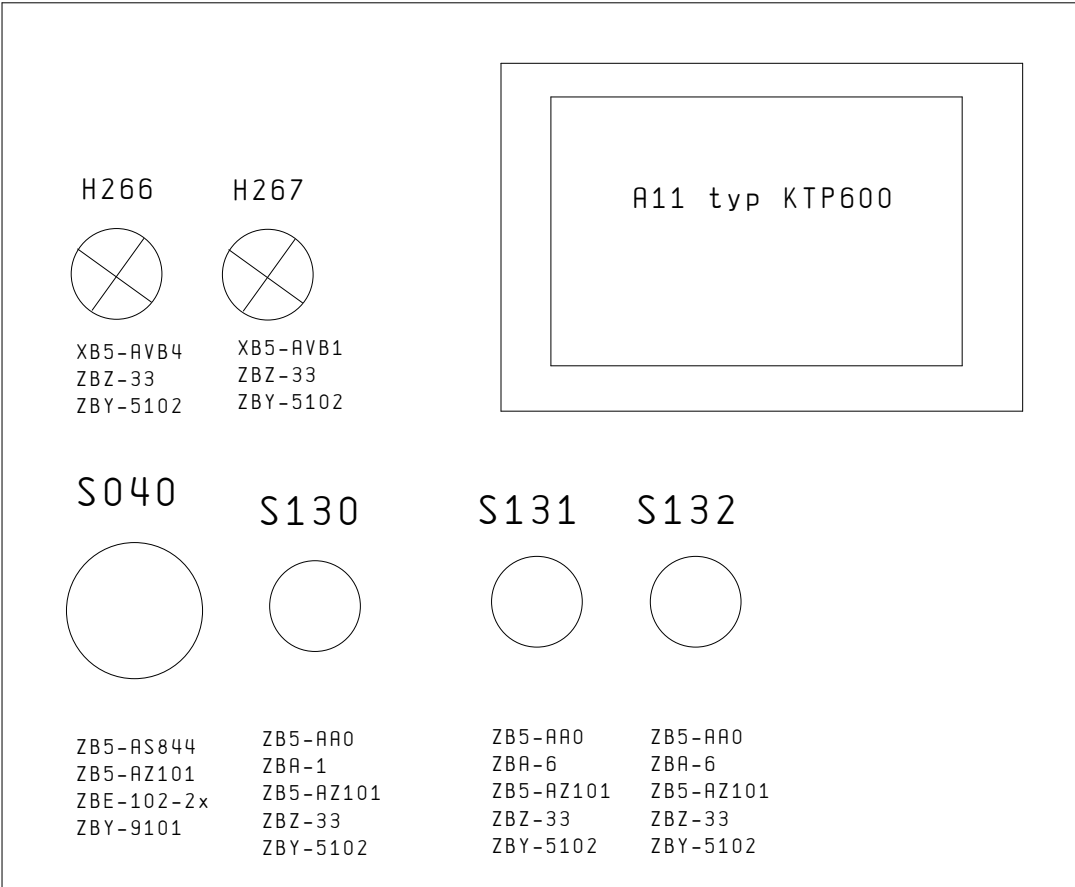 A11 typ KTP600
H266
H267
XB5-AVB4
ZBZ-33
ZBY-5102
XB5-AVB1
ZBZ-33
ZBY-5102
S040
S130
S131
S132
ZB5-AS844
ZB5-AZ101
ZBE-102-2x
ZBY-9101
ZB5-AA0
ZBA-1
ZB5-AZ101
ZBZ-33
ZBY-5102
ZB5-AA0
ZBA-6
ZB5-AZ101
ZBZ-33
ZBY-5102
ZB5-AA0
ZBA-6
ZB5-AZ101
ZBZ-33
ZBY-5102